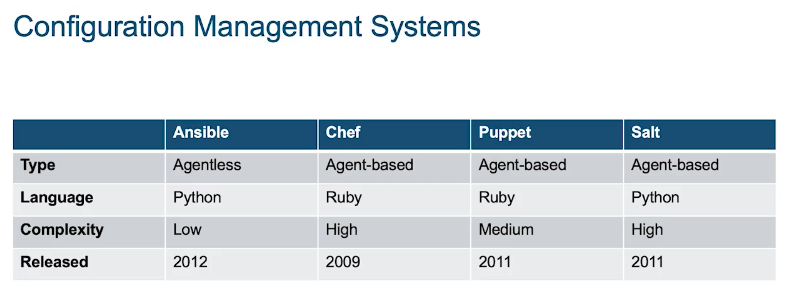 Configuration Management Systems
Ansible Chef Puppet Salt
Type Agentless Agent-based Agent-based Agent-based
Language Python Ruby Ruby Python
Complexity Low High Medium High
Released 2012 2009 2011 2011